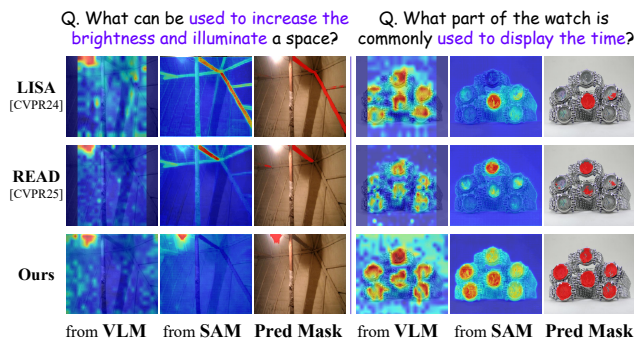 Q. What can be used to increase the
brightness and illuminate a space?
Q. What part of the watch is
commonly used to display the time?
LISA
[CVPR24]
READ
[CVPR25]
Ours
from VLM from SAM Pred Mask from VLM from SAM Pred Mask